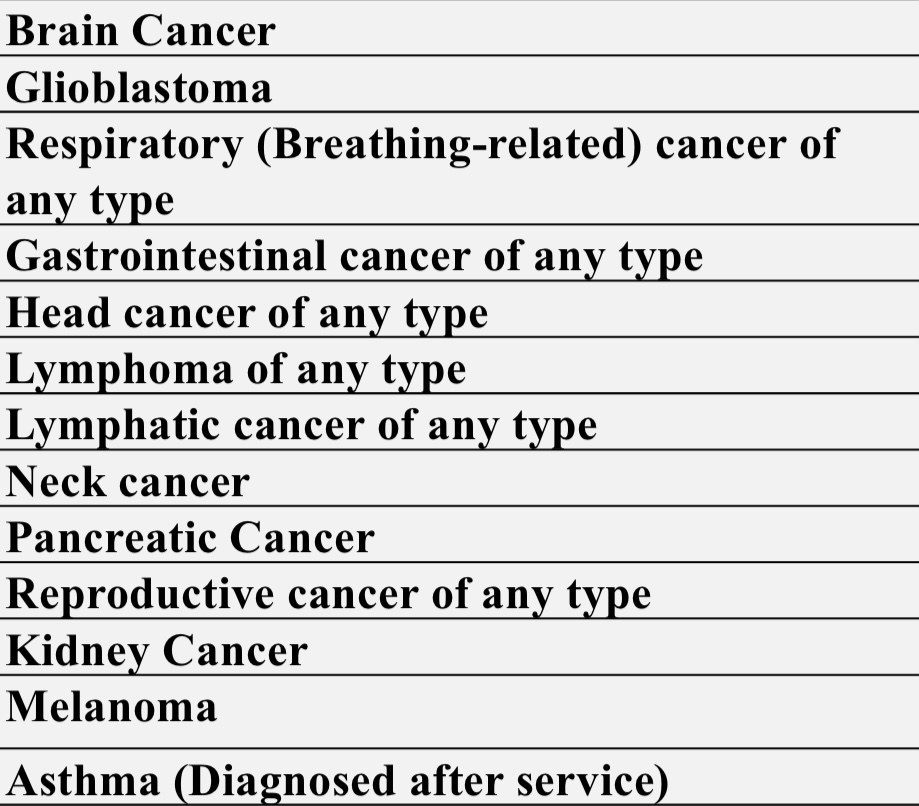 Brain Cancer
Glioblastoma
Respiratory (Breathing-related) cancer of
any type
Gastrointestinal cancer of any type
Head cancer of any type
Lymphoma of any type
Lymphatic cancer of any type
Neck cancer
Pancreatic Cancer
Reproductive cancer of any type
Kidney Cancer
Melanoma
Asthma (Diagnosed after service)